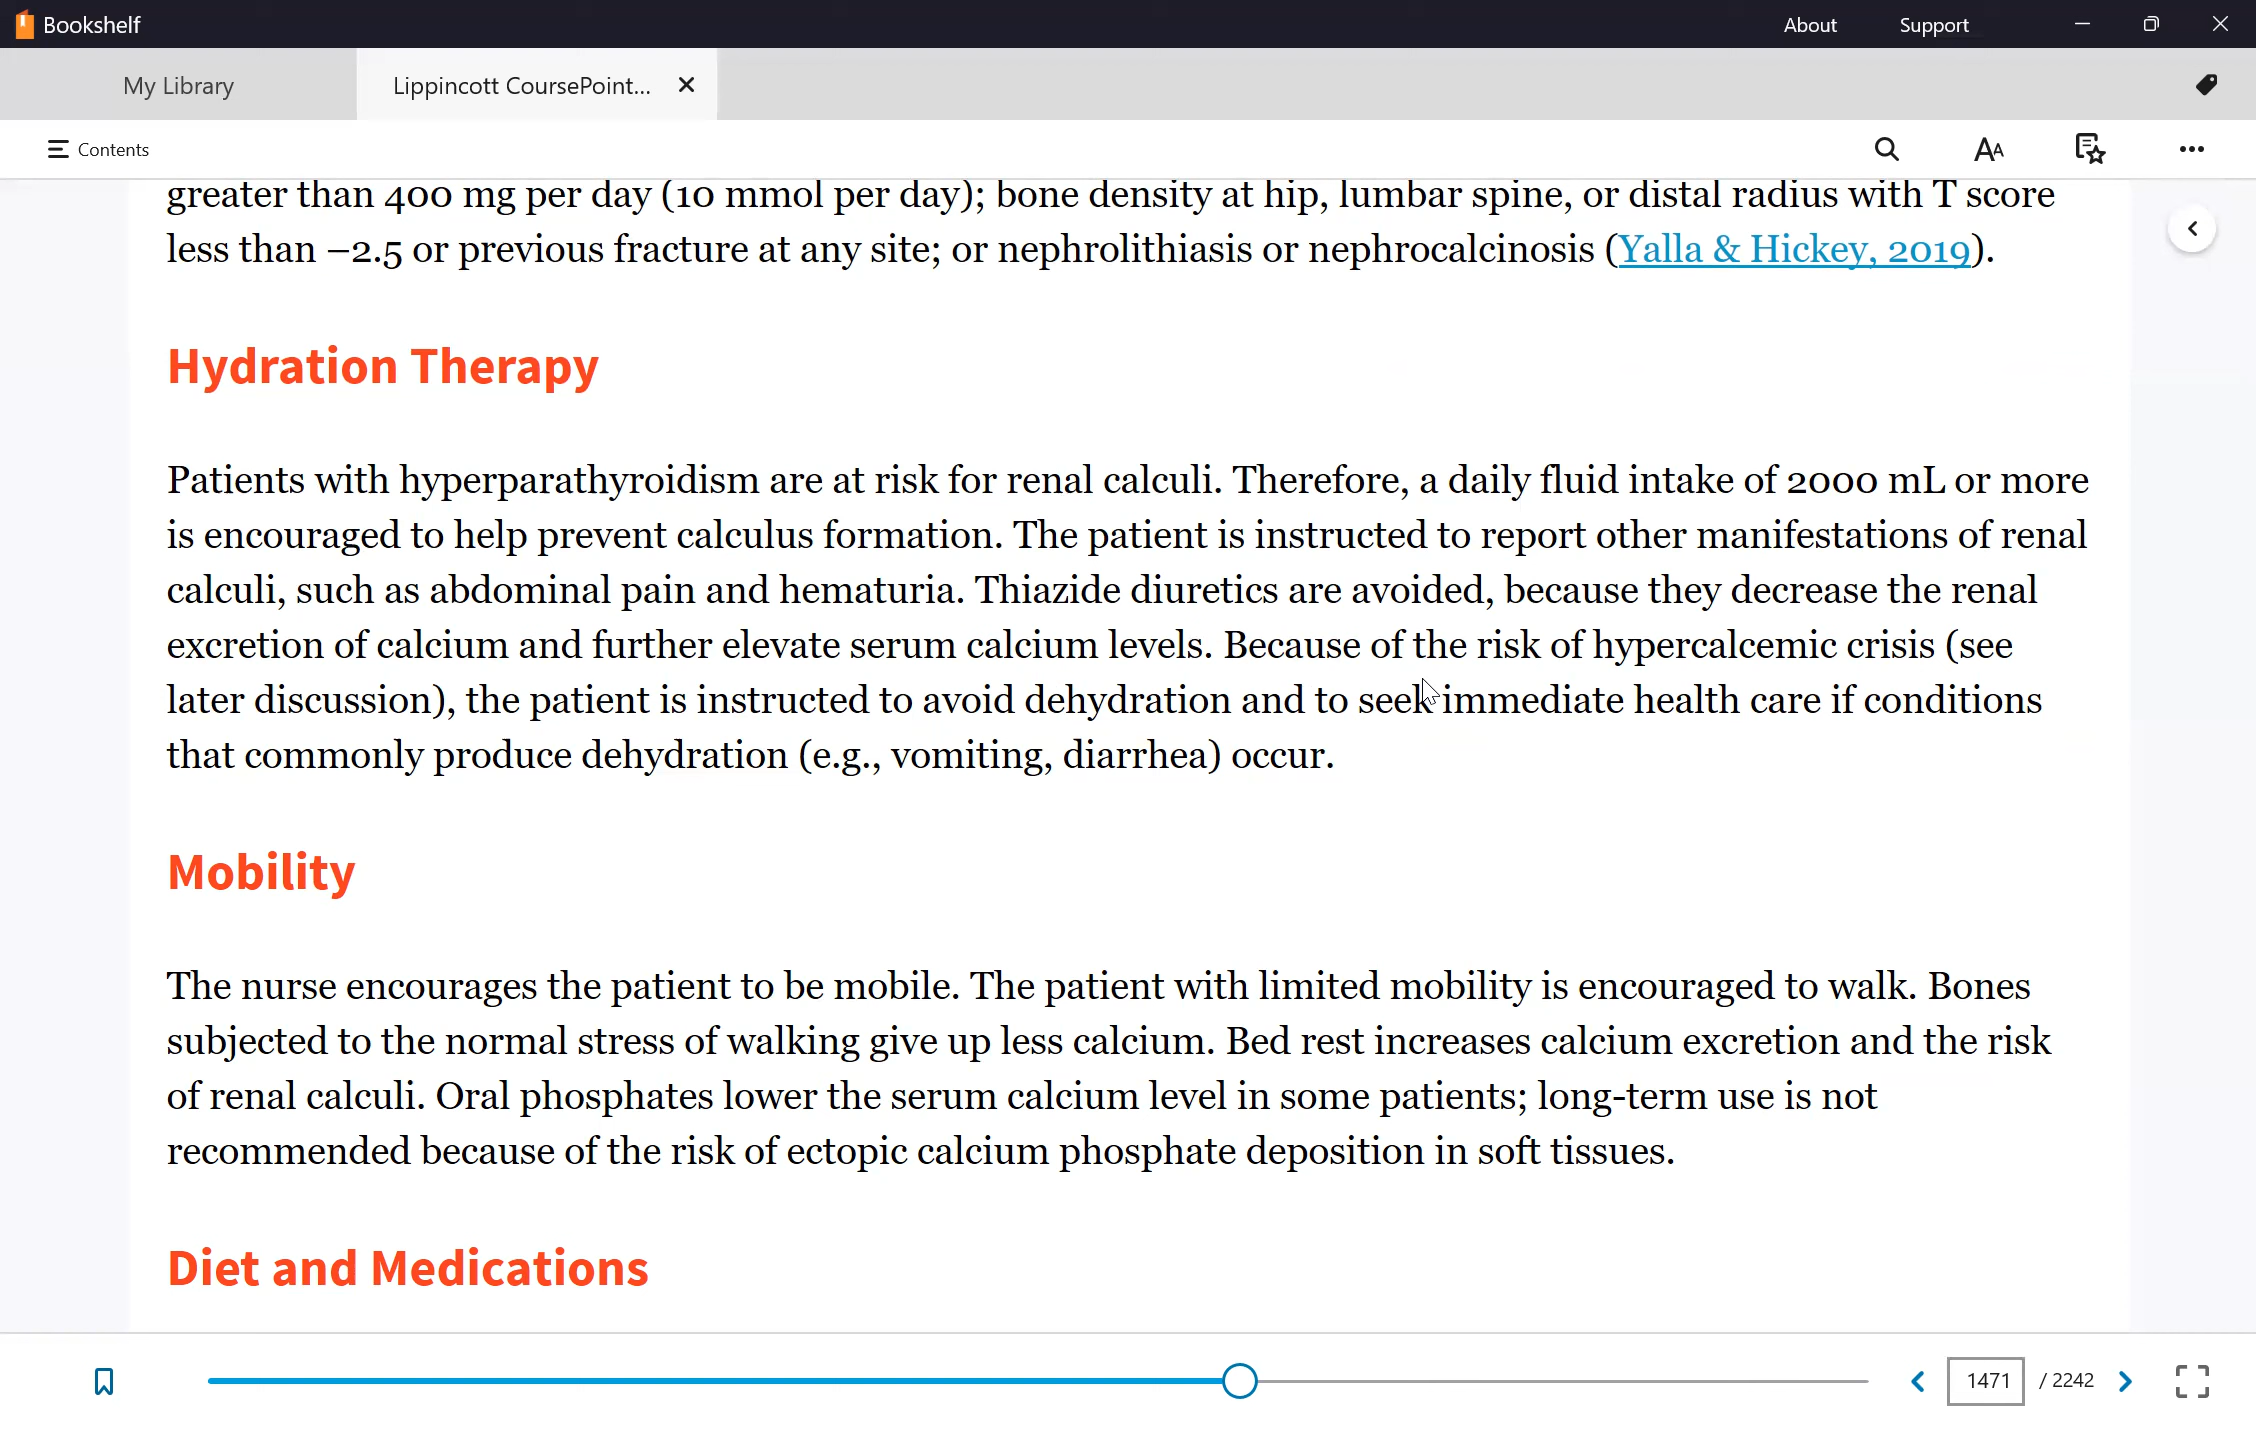 Bookshelf
About
Support
My Library
Lippincott CoursePoint...
Contents
greater than 400 mg per day (10 mmol per day); bone density at hip, lumbar spine, or distal radius with T score
less than –2.5 or previous fracture at any site; or nephrolithiasis or nephrocalcinosis (Yalla & Hickey, 2019).
Hydration Therapy
Patients with hyperparathyroidism are at risk for renal calculi. Therefore, a daily fluid intake of 2000 mL or more
is encouraged to help prevent calculus formation. The patient is instructed to report other manifestations of renal
calculi, such as abdominal pain and hematuria. Thiazide diuretics are avoided, because they decrease the renal
excretion of calcium and further elevate serum calcium levels. Because of the risk of hypercalcemic crisis (see
later discussion), the patient is instructed to avoid dehydration and to seek immediate health care if conditions
that commonly produce dehydration (e.g., vomiting, diarrhea) occur.
Mobility
The nurse encourages the patient to be mobile. The patient with limited mobility is encouraged to walk. Bones
subjected to the normal stress of walking give up less calcium. Bed rest increases calcium excretion and the risk
of renal calculi. Oral phosphates lower the serum calcium level in some patients; long-term use is not
recommended because of the risk of ectopic calcium phosphate deposition in soft tissues.
Diet and Medications
1471 / 2242